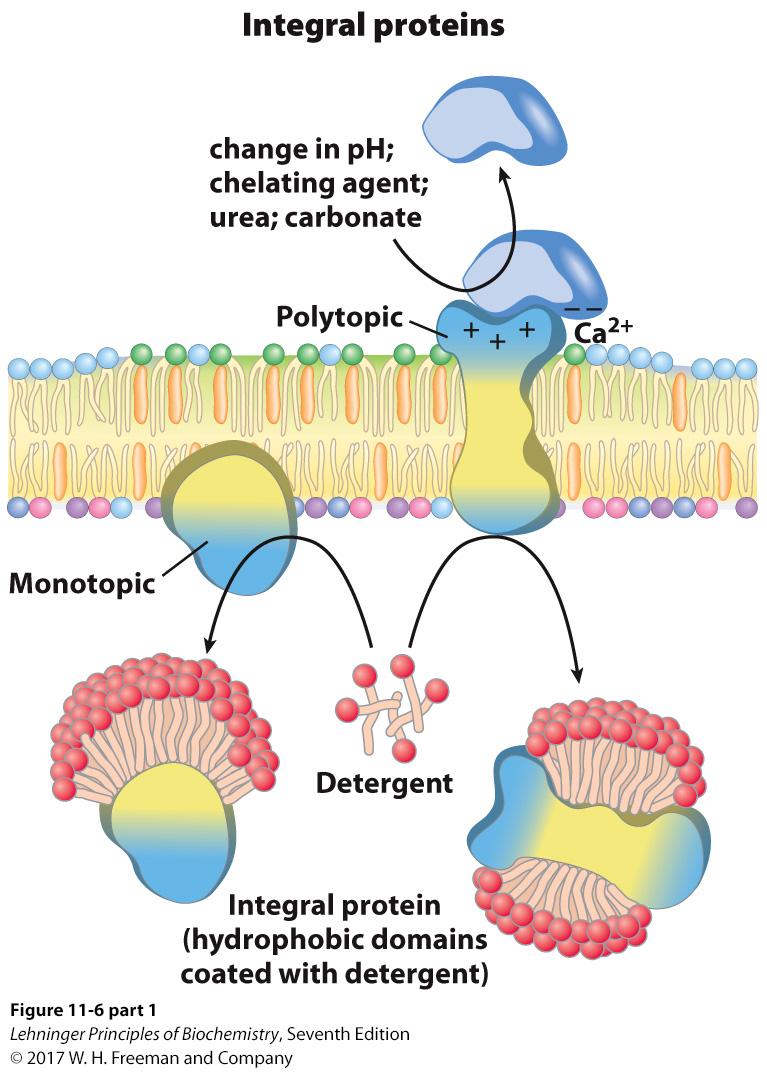 Integral proteins
change in pH;
chelating agent;
urea; carbonate
Polytopic
+ + +
– –
Ca²⁺
Monotopic
Detergent
Integral protein
(hydrophobic domains
coated with detergent)
Figure 11-6 part 1
Lehninger Principles of Biochemistry, Seventh Edition
© 2017 W. H. Freeman and Company